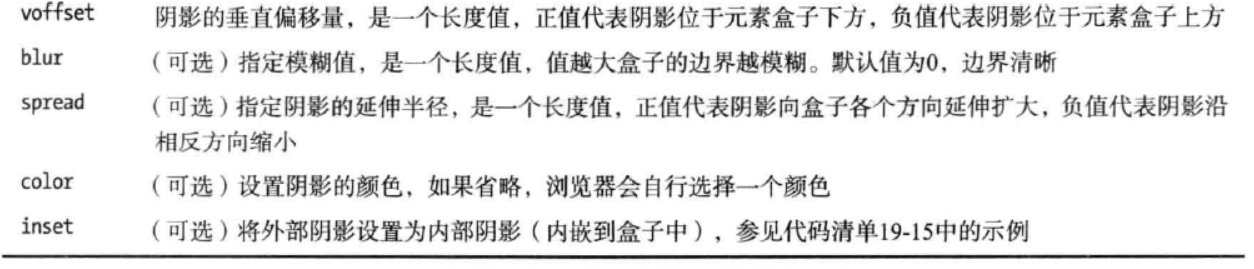 voffset 阴影的垂直偏移量，是一个长度值，正值代表阴影位于元素盒子下方，负值代表阴影位于元素盒子上方
blur （可选）指定模糊值，是一个长度值，值越大盒子的边界越模糊。默认值为0，边界清晰
spread （可选）指定阴影的延伸半径，是一个长度值，正值代表阴影向盒子各个方向延伸扩大，负值代表阴影沿
相反方向缩小
color （可选）设置阴影的颜色，如果省略，浏览器会自行选择一个颜色
inset （可选）将外部阴影设置为内部阴影（内嵌到盒子中），参见代码清单19-15中的示例